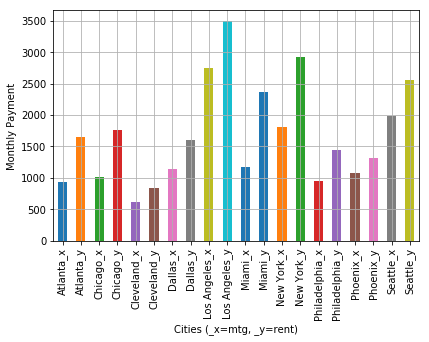 3500
3000
2500
2000
1500
1000
500
0
Monthly Payment
Atlanta_x
Atlanta_y
Chicago_x
Chicago_y
Cleveland_x
Cleveland_y
Dallas_x
Dallas_y
Los Angeles_x
Los Angeles_y
Miami_x
Miami_y
New York_x
New York_y
Philadelphia_x
Philadelphia_y
Phoenix_x
Phoenix_y
Seattle_x
Seattle_y
Cities (_x=mtg, _y=rent)